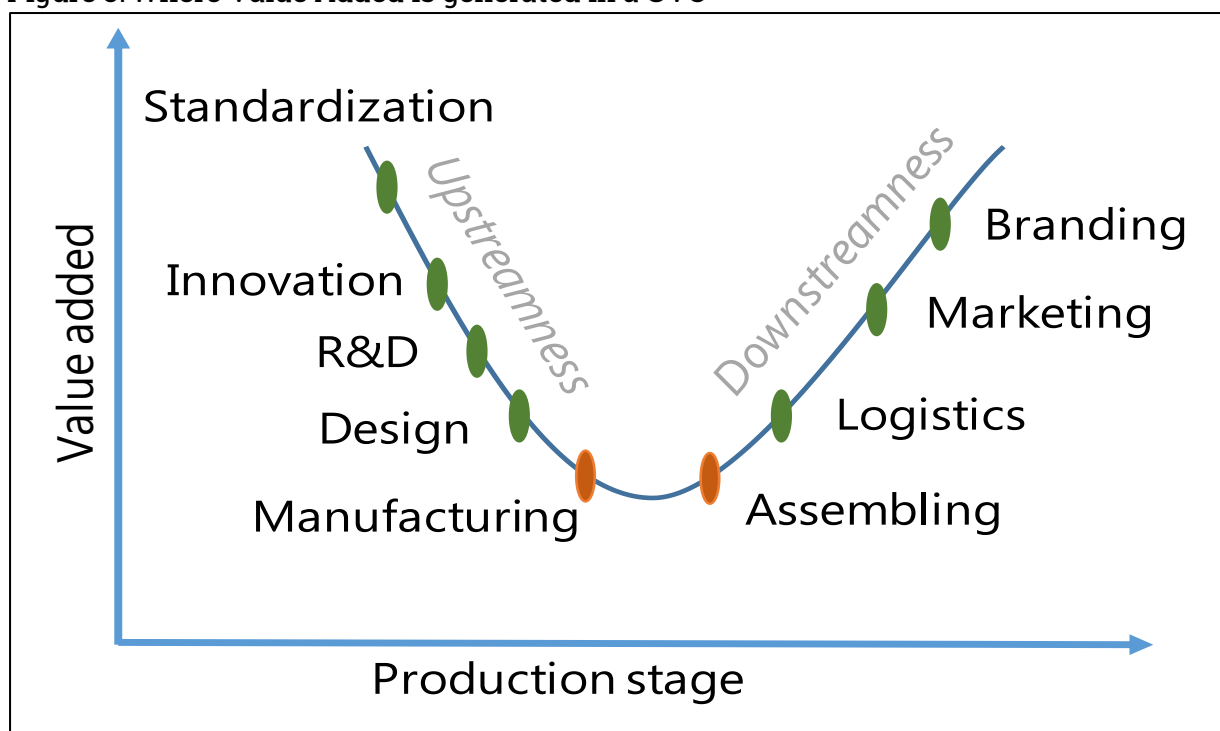 Standardization
Upstreamness
Downstreamness
Branding
Innovation
Marketing
R&D
Value added
Design
Logistics
Manufacturing
Assembling
Production stage